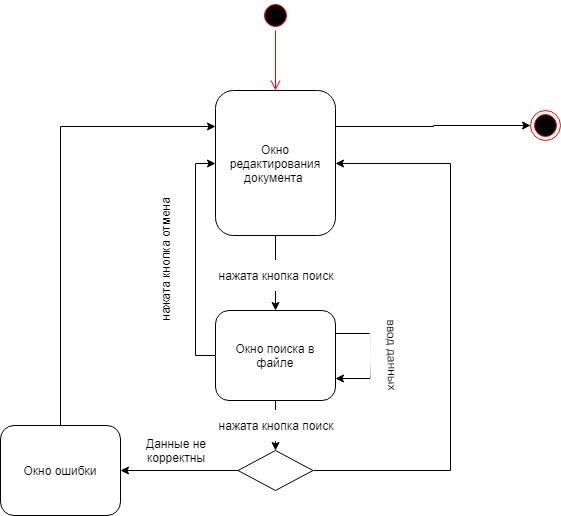 Окно
редактирования
документа
нажата кнопка отмена
нажата кнопка поиск
Окно поиска в
файле
ввод данных
нажата кнопка поиск
Данные не
корректны
Окно ошибки